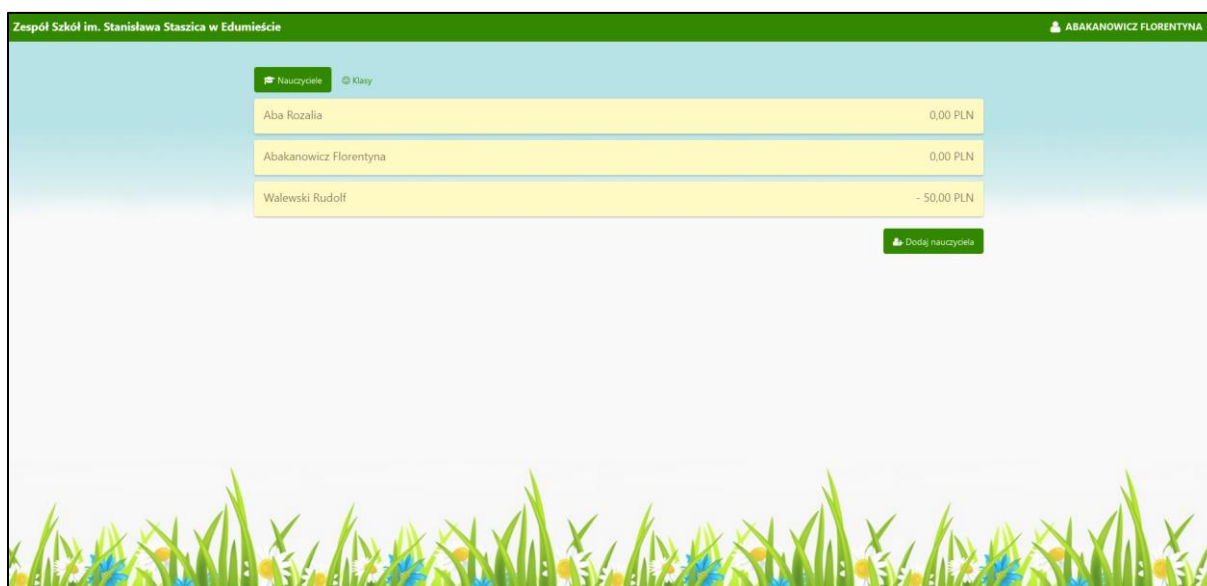 Zespół Szkół im. Stanisława Staszica w Edumieście ABAKANOWICZ FLORENTYNA
Nauczyciele Klasy
Aba Rozalia 0,00 PLN
Abakanowicz Florentyna 0,00 PLN
Walewski Rudolf - 50,00 PLN
Dodaj nauczyciela